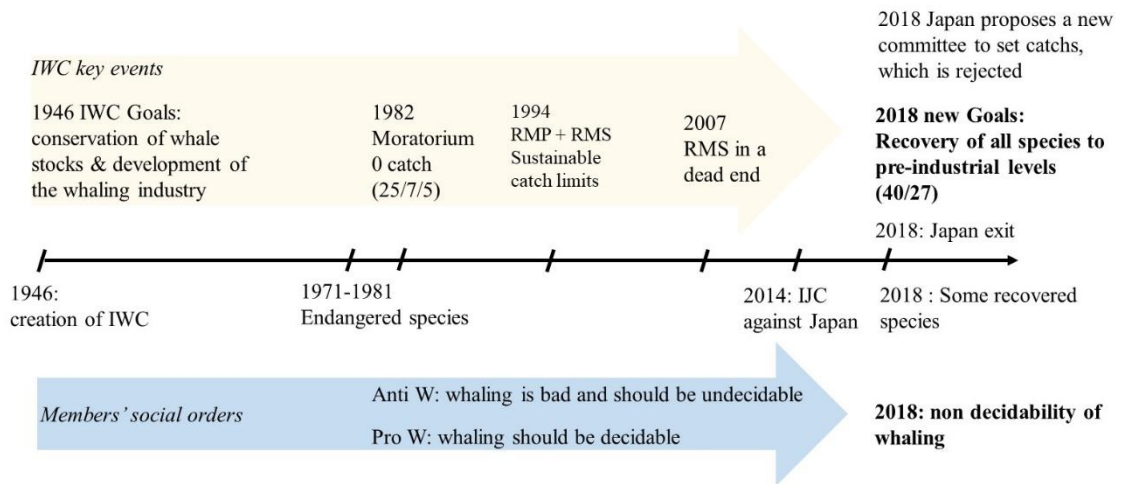 2018 Japan proposes a new
committee to set catchs,
which is rejected
IWC key events
1946 IWC Goals:
conservation of whale
stocks & development of
the whaling industry
1982
Moratorium
0 catch
(25/7/5)
1994
RMP + RMS
Sustainable
catch limits
2007
RMS in a
dead end
2018 new Goals:
Recovery of all species to
pre-industrial levels
(40/27)
2018: Japan exit
1946:
creation of IWC
1971-1981
Endangered species
2014: IJC
against Japan
2018 : Some recovered
species
Members’ social orders
Anti W: whaling is bad and should be undecidable
Pro W: whaling should be decidable
2018: non decidability of
whaling